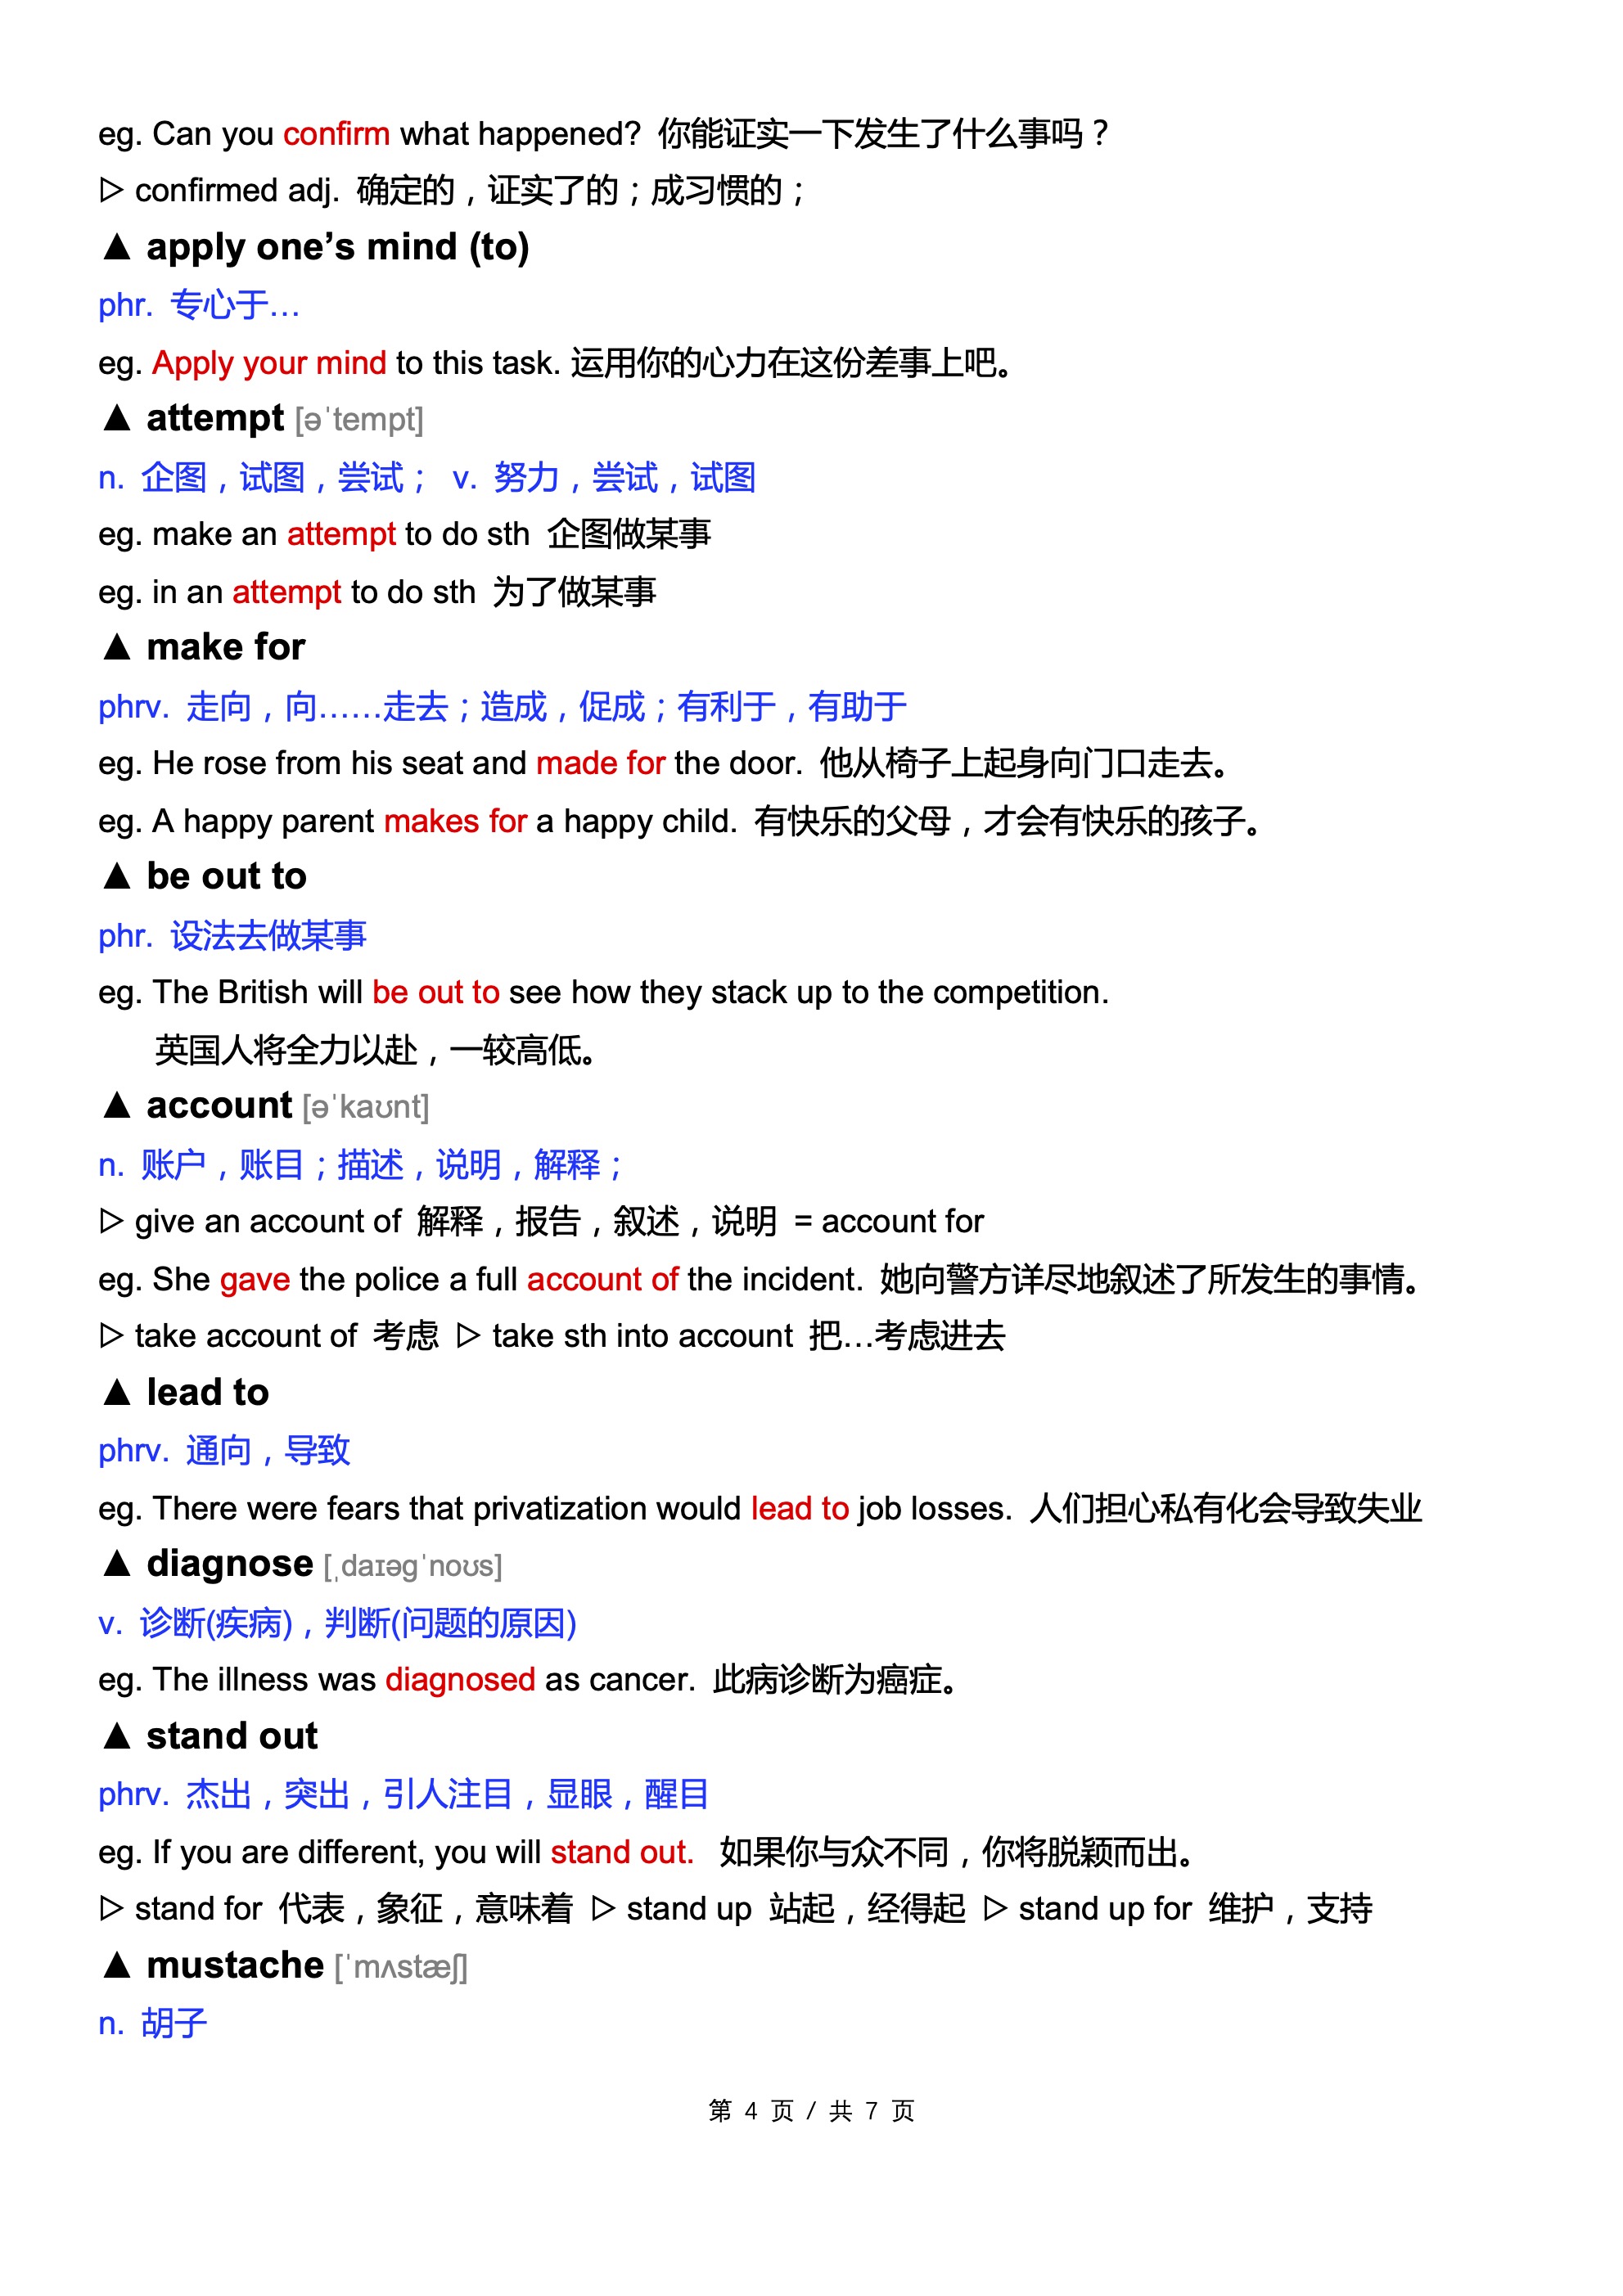 eg. Can you confirm what happened? 你能证实一下发生了什么事吗？
▷ confirmed adj. 确定的，证实了的；成习惯的；
▲ apply one’s mind (to)
phr. 专心于…
eg. Apply your mind to this task. 运用你的心力在这份差事上吧。
▲ attempt [əˈtempt]
n. 企图，试图，尝试； v. 努力，尝试，试图
eg. make an attempt to do sth 企图做某事
eg. in an attempt to do sth 为了做某事
▲ make for
phrv. 走向，向……走去；造成，促成；有利于，有助于
eg. He rose from his seat and made for the door. 他从椅子上起身向门口走去。
eg. A happy parent makes for a happy child. 有快乐的父母，才会有快乐的孩子。
▲ be out to
phr. 设法去做某事
eg. The British will be out to see how they stack up to the competition.
英国人将全力以赴，一较高低。
▲ account [əˈkaʊnt]
n. 账户，账目；描述，说明，解释；
▷ give an account of 解释，报告，叙述，说明 = account for
eg. She gave the police a full account of the incident. 她向警方详尽地叙述了所发生的事情。
▷ take account of 考虑 ▷ take sth into account 把…考虑进去
▲ lead to
phrv. 通向，导致
eg. There were fears that privatization would lead to job losses. 人们担心私有化会导致失业
▲ diagnose [ˌdaɪəgˈnoʊs]
v. 诊断(疾病)，判断(问题的原因)
eg. The illness was diagnosed as cancer. 此病诊断为癌症。
▲ stand out
phrv. 杰出，突出，引人注目，显眼，醒目
eg. If you are different, you will stand out. 如果你与众不同，你将脱颖而出。
▷ stand for 代表，象征，意味着 ▷ stand up 站起，经得起 ▷ stand up for 维护，支持
▲ mustache [ˈmʌstæʃ]
n. 胡子
第 4 页 / 共 7 页